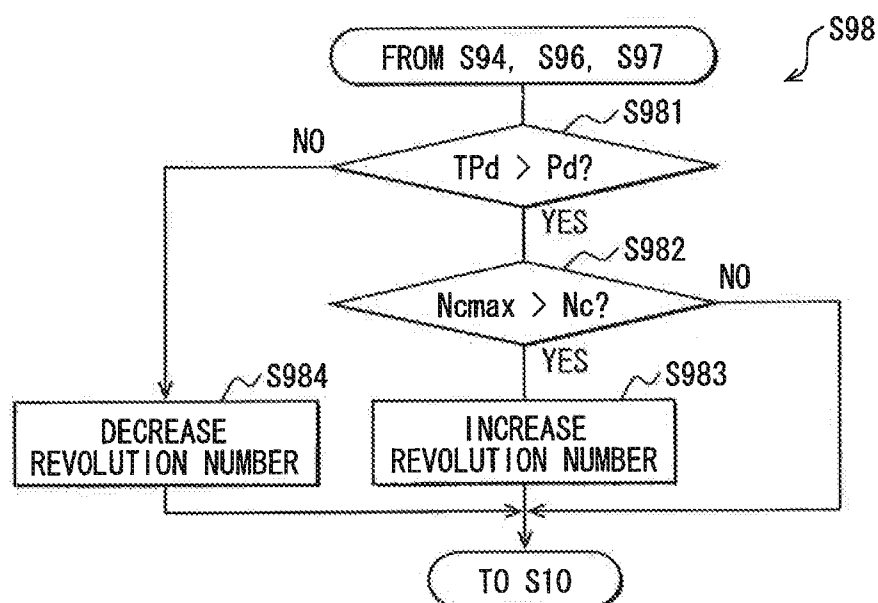 S98
FROM S94, S96, S97
S981
NO
TPd > Pd?
YES
S982
NO
Ncmax > Nc?
YES
S984
S983
DECREASE
REVOLUTION NUMBER
INCREASE
REVOLUTION NUMBER
TO S10